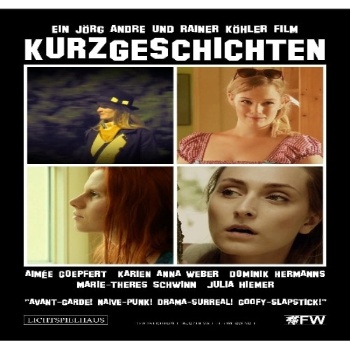 EIN JÖRG ANDRE UND RAINER KÖHLER FILM
KURZGESCHICHTEN
AIMÉE GOEPFERT KARIEN ANNA WEBER DOMINIK HERMANNS
MARIE-THERES SCHWINN JULIA HIEMER
"AVANT-GARDE! NAIVE-PUNK! DRAMA-SURREAL! GOOFY-SLAPSTICK!"
LICHTSPIELHAUS
FW